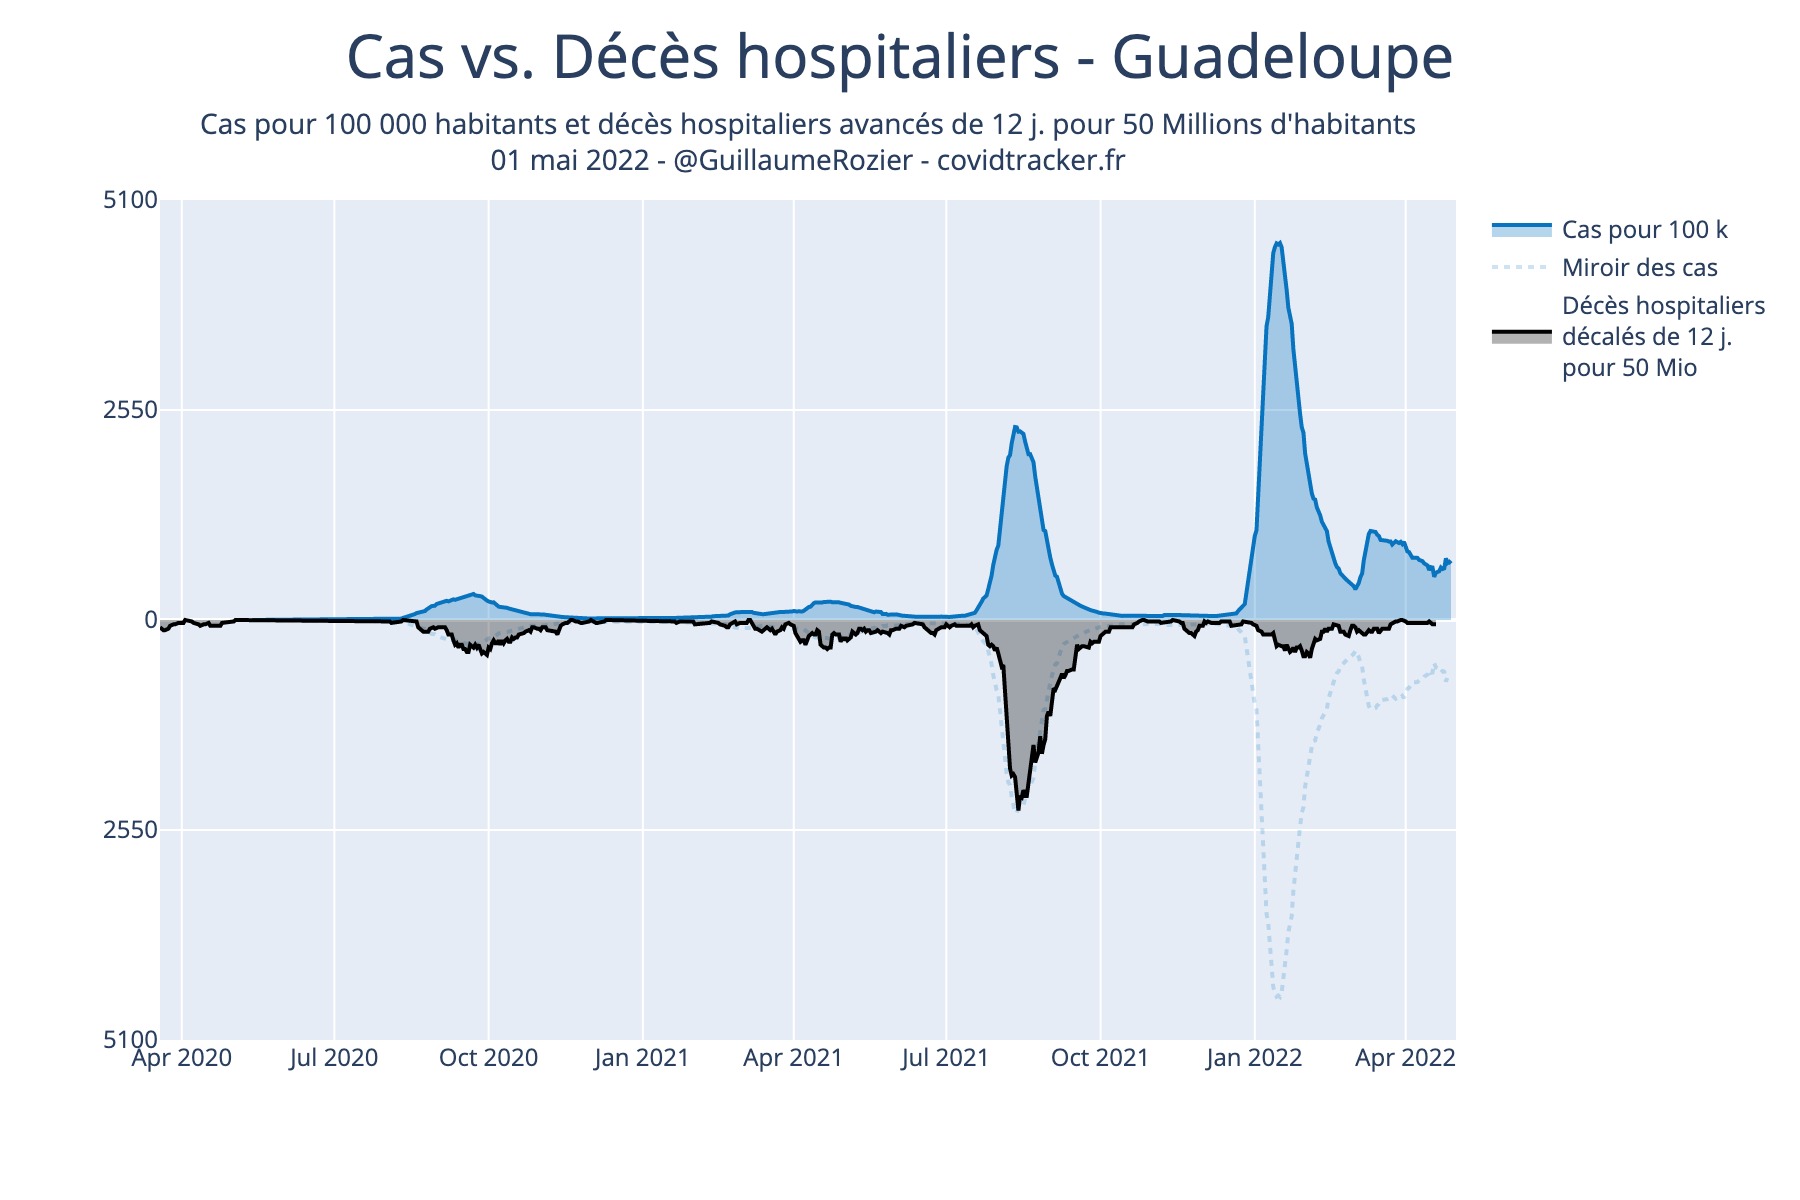 Cas vs. Décès hospitaliers - Guadeloupe
Cas pour 100 000 habitants et décès hospitaliers avancés de 12 j. pour 50 Millions d'habitants
01 mai 2022 - @GuillaumeRozier - covidtracker.fr
5100
2550
0
2550
5100
Apr 2020
Jul 2020
Oct 2020
Jan 2021
Apr 2021
Jul 2021
Oct 2021
Jan 2022
Apr 2022
Cas pour 100 k
Miroir des cas
Décès hospitaliers
décalés de 12 j.
pour 50 Mio